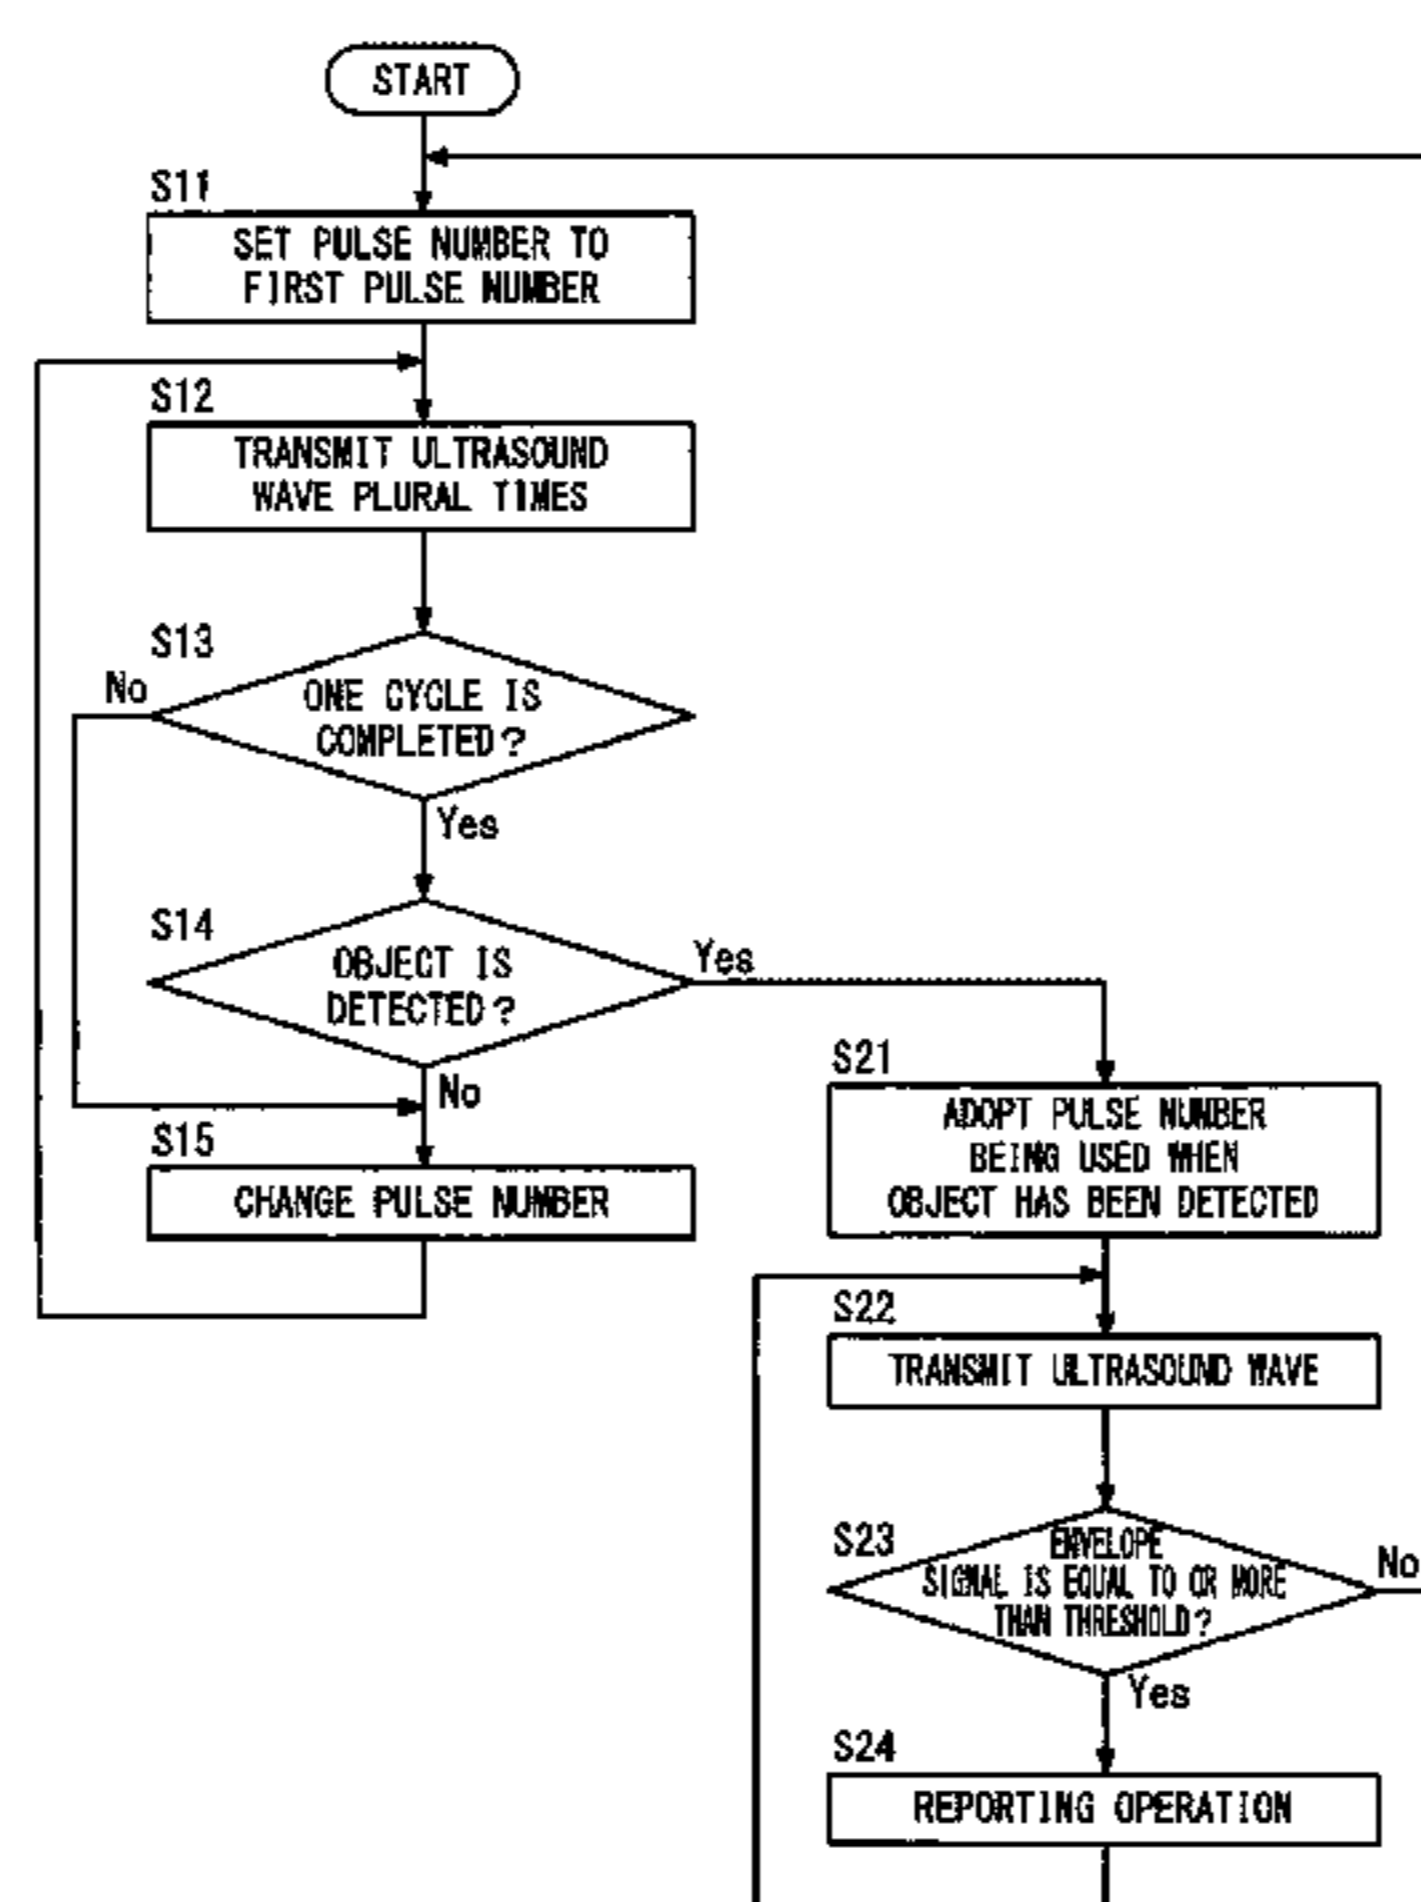 START
S11
SET PULSE NUMBER TO
FIRST PULSE NUMBER
S12
TRANSMIT ULTRASOUND
WAVE PLURAL TIMES
S13
No
ONE CYCLE IS
COMPLETED?
Yes
S14
OBJECT IS
DETECTED?
Yes
No
S15
CHANGE PULSE NUMBER
S21
ADOPT PULSE NUMBER
BEING USED WHEN
OBJECT HAS BEEN DETECTED
S22
TRANSMIT ULTRASOUND WAVE
S23
ENVELOPE
SIGNAL IS EQUAL TO OR MORE
THAN THRESHOLD?
No
Yes
S24
REPORTING OPERATION